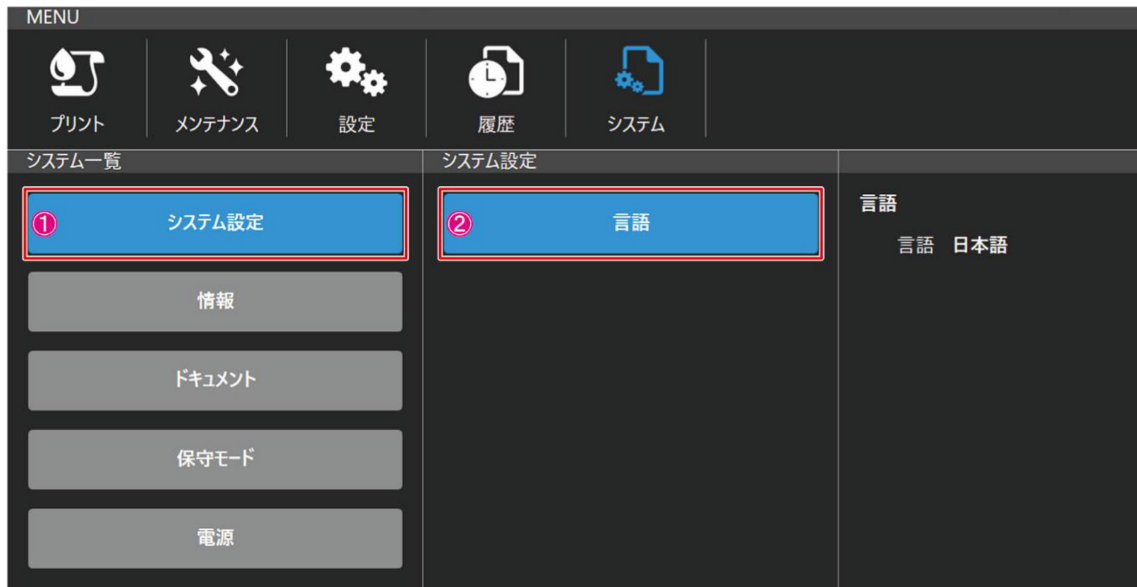 MENU
プリント
メンテナンス
設定
履歴
システム
システム一覧
① システム設定
情報
ドキュメント
保守モード
電源
システム設定
② 言語
言語
言語 日本語